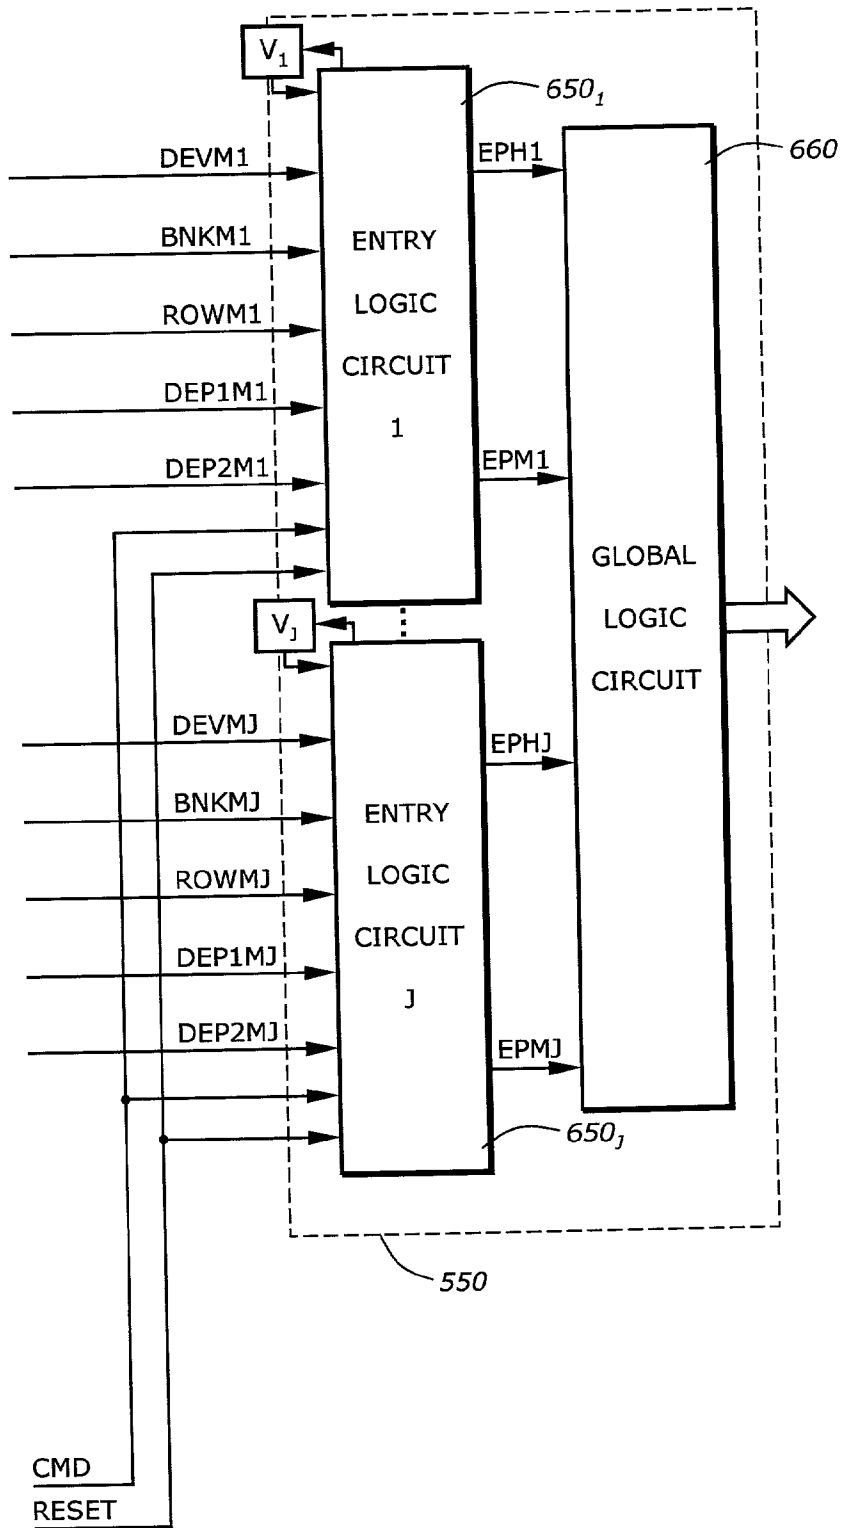 V1
6501
DEVM1
EPH1
660
BNKM1
ENTRY
LOGIC
CIRCUIT
1
ROWM1
DEP1M1
DEP2M1
EPM1
GLOBAL
LOGIC
CIRCUIT
VJ
DEVMJ
EPHJ
BNKMJ
ENTRY
LOGIC
CIRCUIT
J
ROWMJ
DEP1MJ
DEP2MJ
EPMJ
650J
550
CMD
RESET